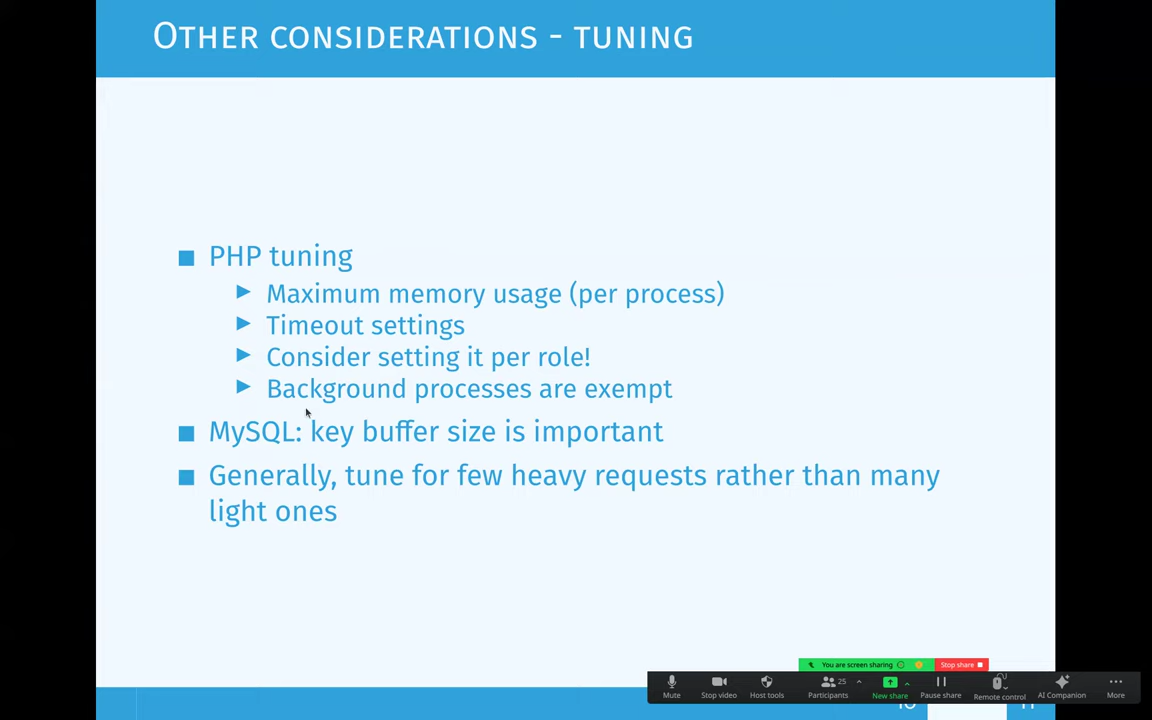 OTHER CONSIDERATIONS - TUNING
PHP tuning
Maximum memory usage (per process)
Timeout settings
Consider setting it per role!
Background processes are exempt
MySQL: key buffer size is important
Generally, tune for few heavy requests rather than many
light ones
You are screen sharing
Stop share
25
Mute
Stop video
Host tools
Participants
New share
Pause share
Remote control
AI Companion
More